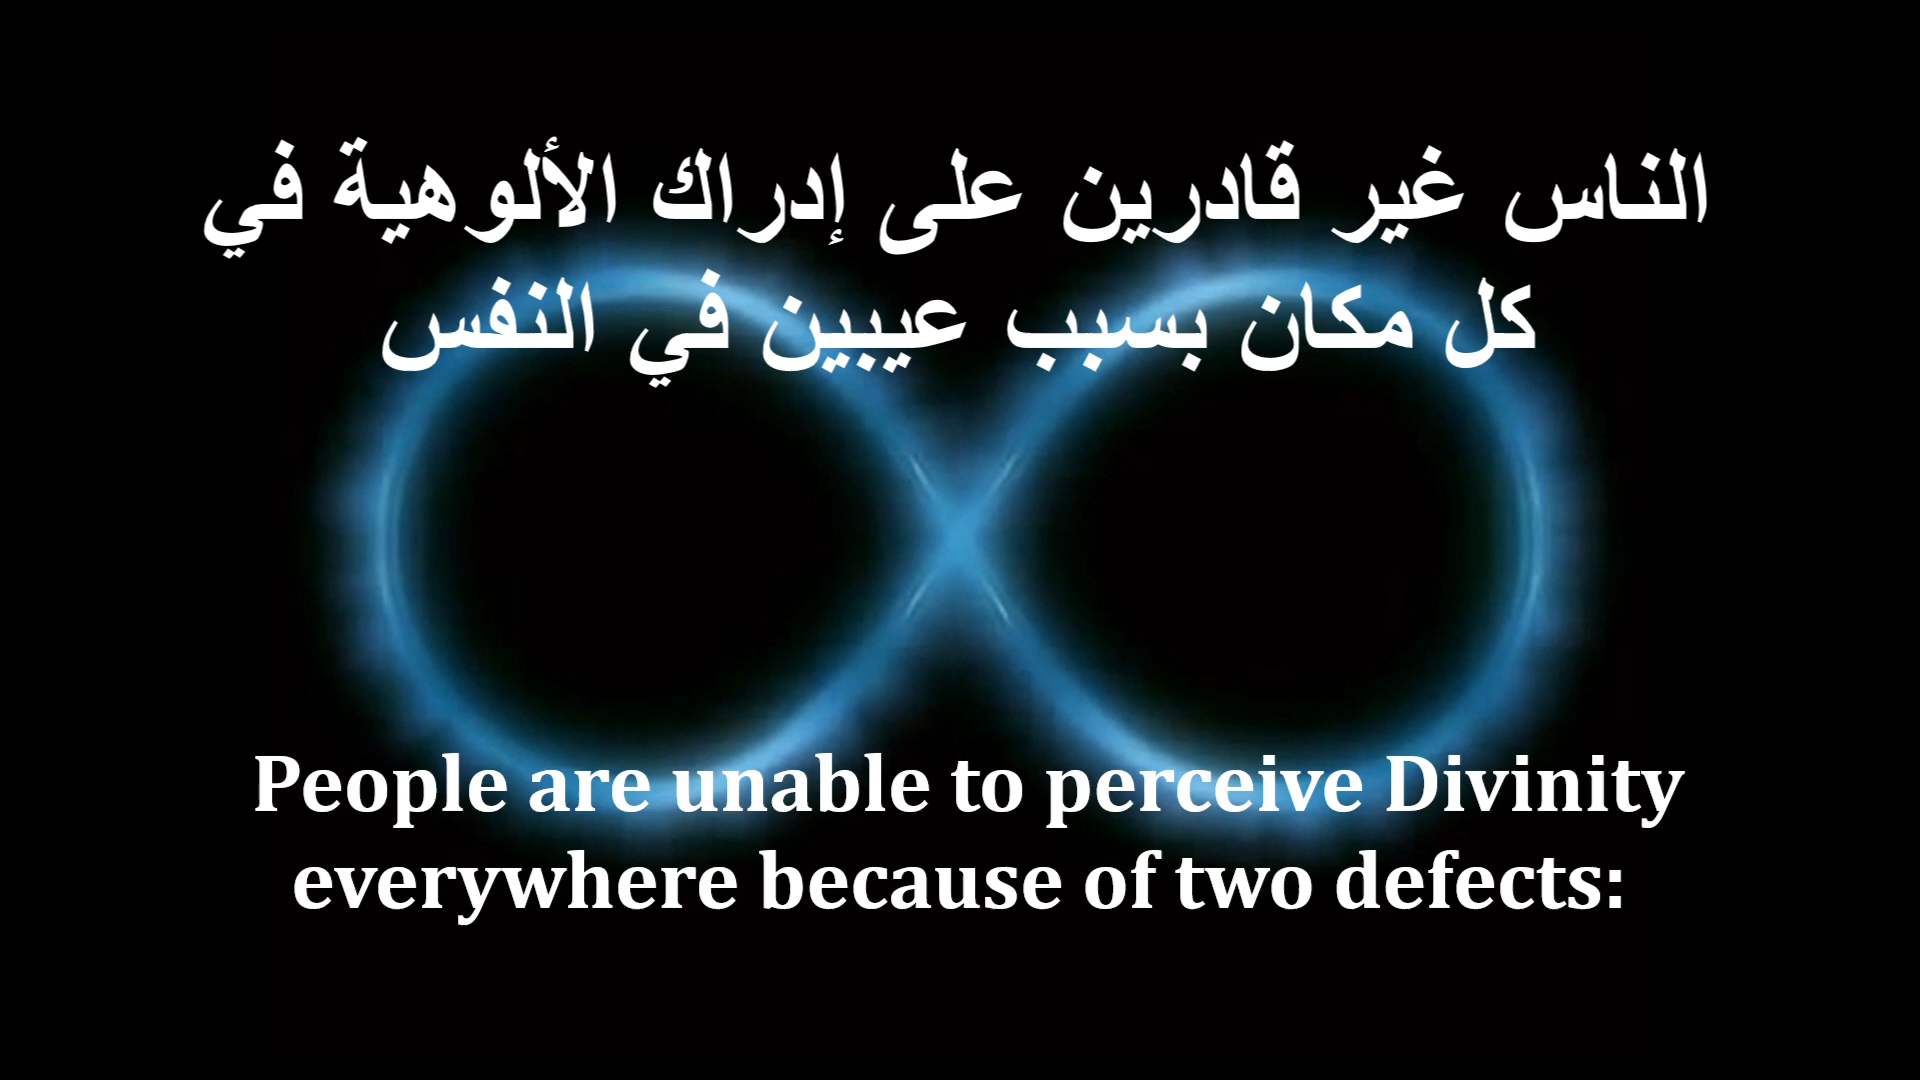 الناس غير قادرين على إدراك الألوهية في
كل مكان بسبب عيبين في النفس
People are unable to perceive Divinity
everywhere because of two defects: